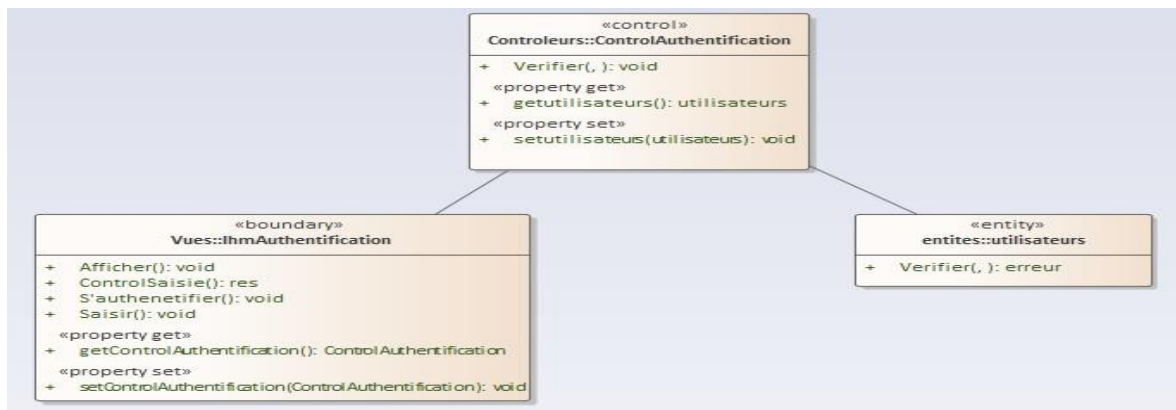 «control»
Controleurs::ControlAuthentification
+ Verifier(, ): void
«property get»
+ getutilisateurs(): utilisateurs
«property set»
+ setutilisateurs(utilisateurs): void
«boundary»
Vues::IhmAuthentification
+ Afficher(): void
+ ControlSaisie(): res
+ S'authenetifier(): void
+ Saisir(): void
«property get»
+ getControlAuthentification(): ControlAuthentification
«property set»
+ setControlAuthentification(ControlAuthentification): void
«entity»
entites::utilisateurs
+ Verifier(, ): erreur